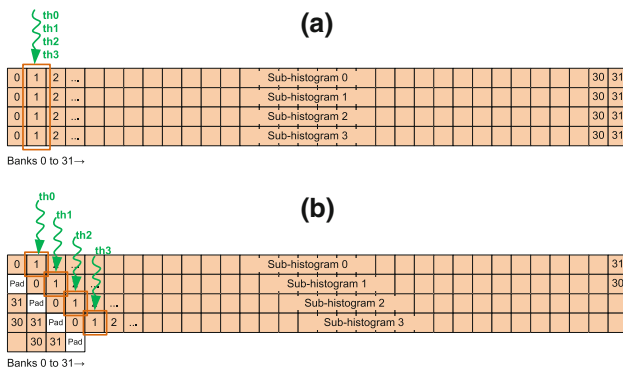 (a)
th0
th1
th2
th3
0 1 2 ... Sub-histogram 0 30 31
0 1 2 ... Sub-histogram 1 30 31
0 1 2 ... Sub-histogram 2 30 31
0 1 2 ... Sub-histogram 3 30 31
Banks 0 to 31→
(b)
th0
th1
th2
th3
0 1 Sub-histogram 0 31
Pad 0 1 Sub-histogram 1 30
31 Pad 0 1 ... Sub-histogram 2
30 31 Pad 0 1 2 ... Sub-histogram 3
30 31 Pad
Banks 0 to 31→